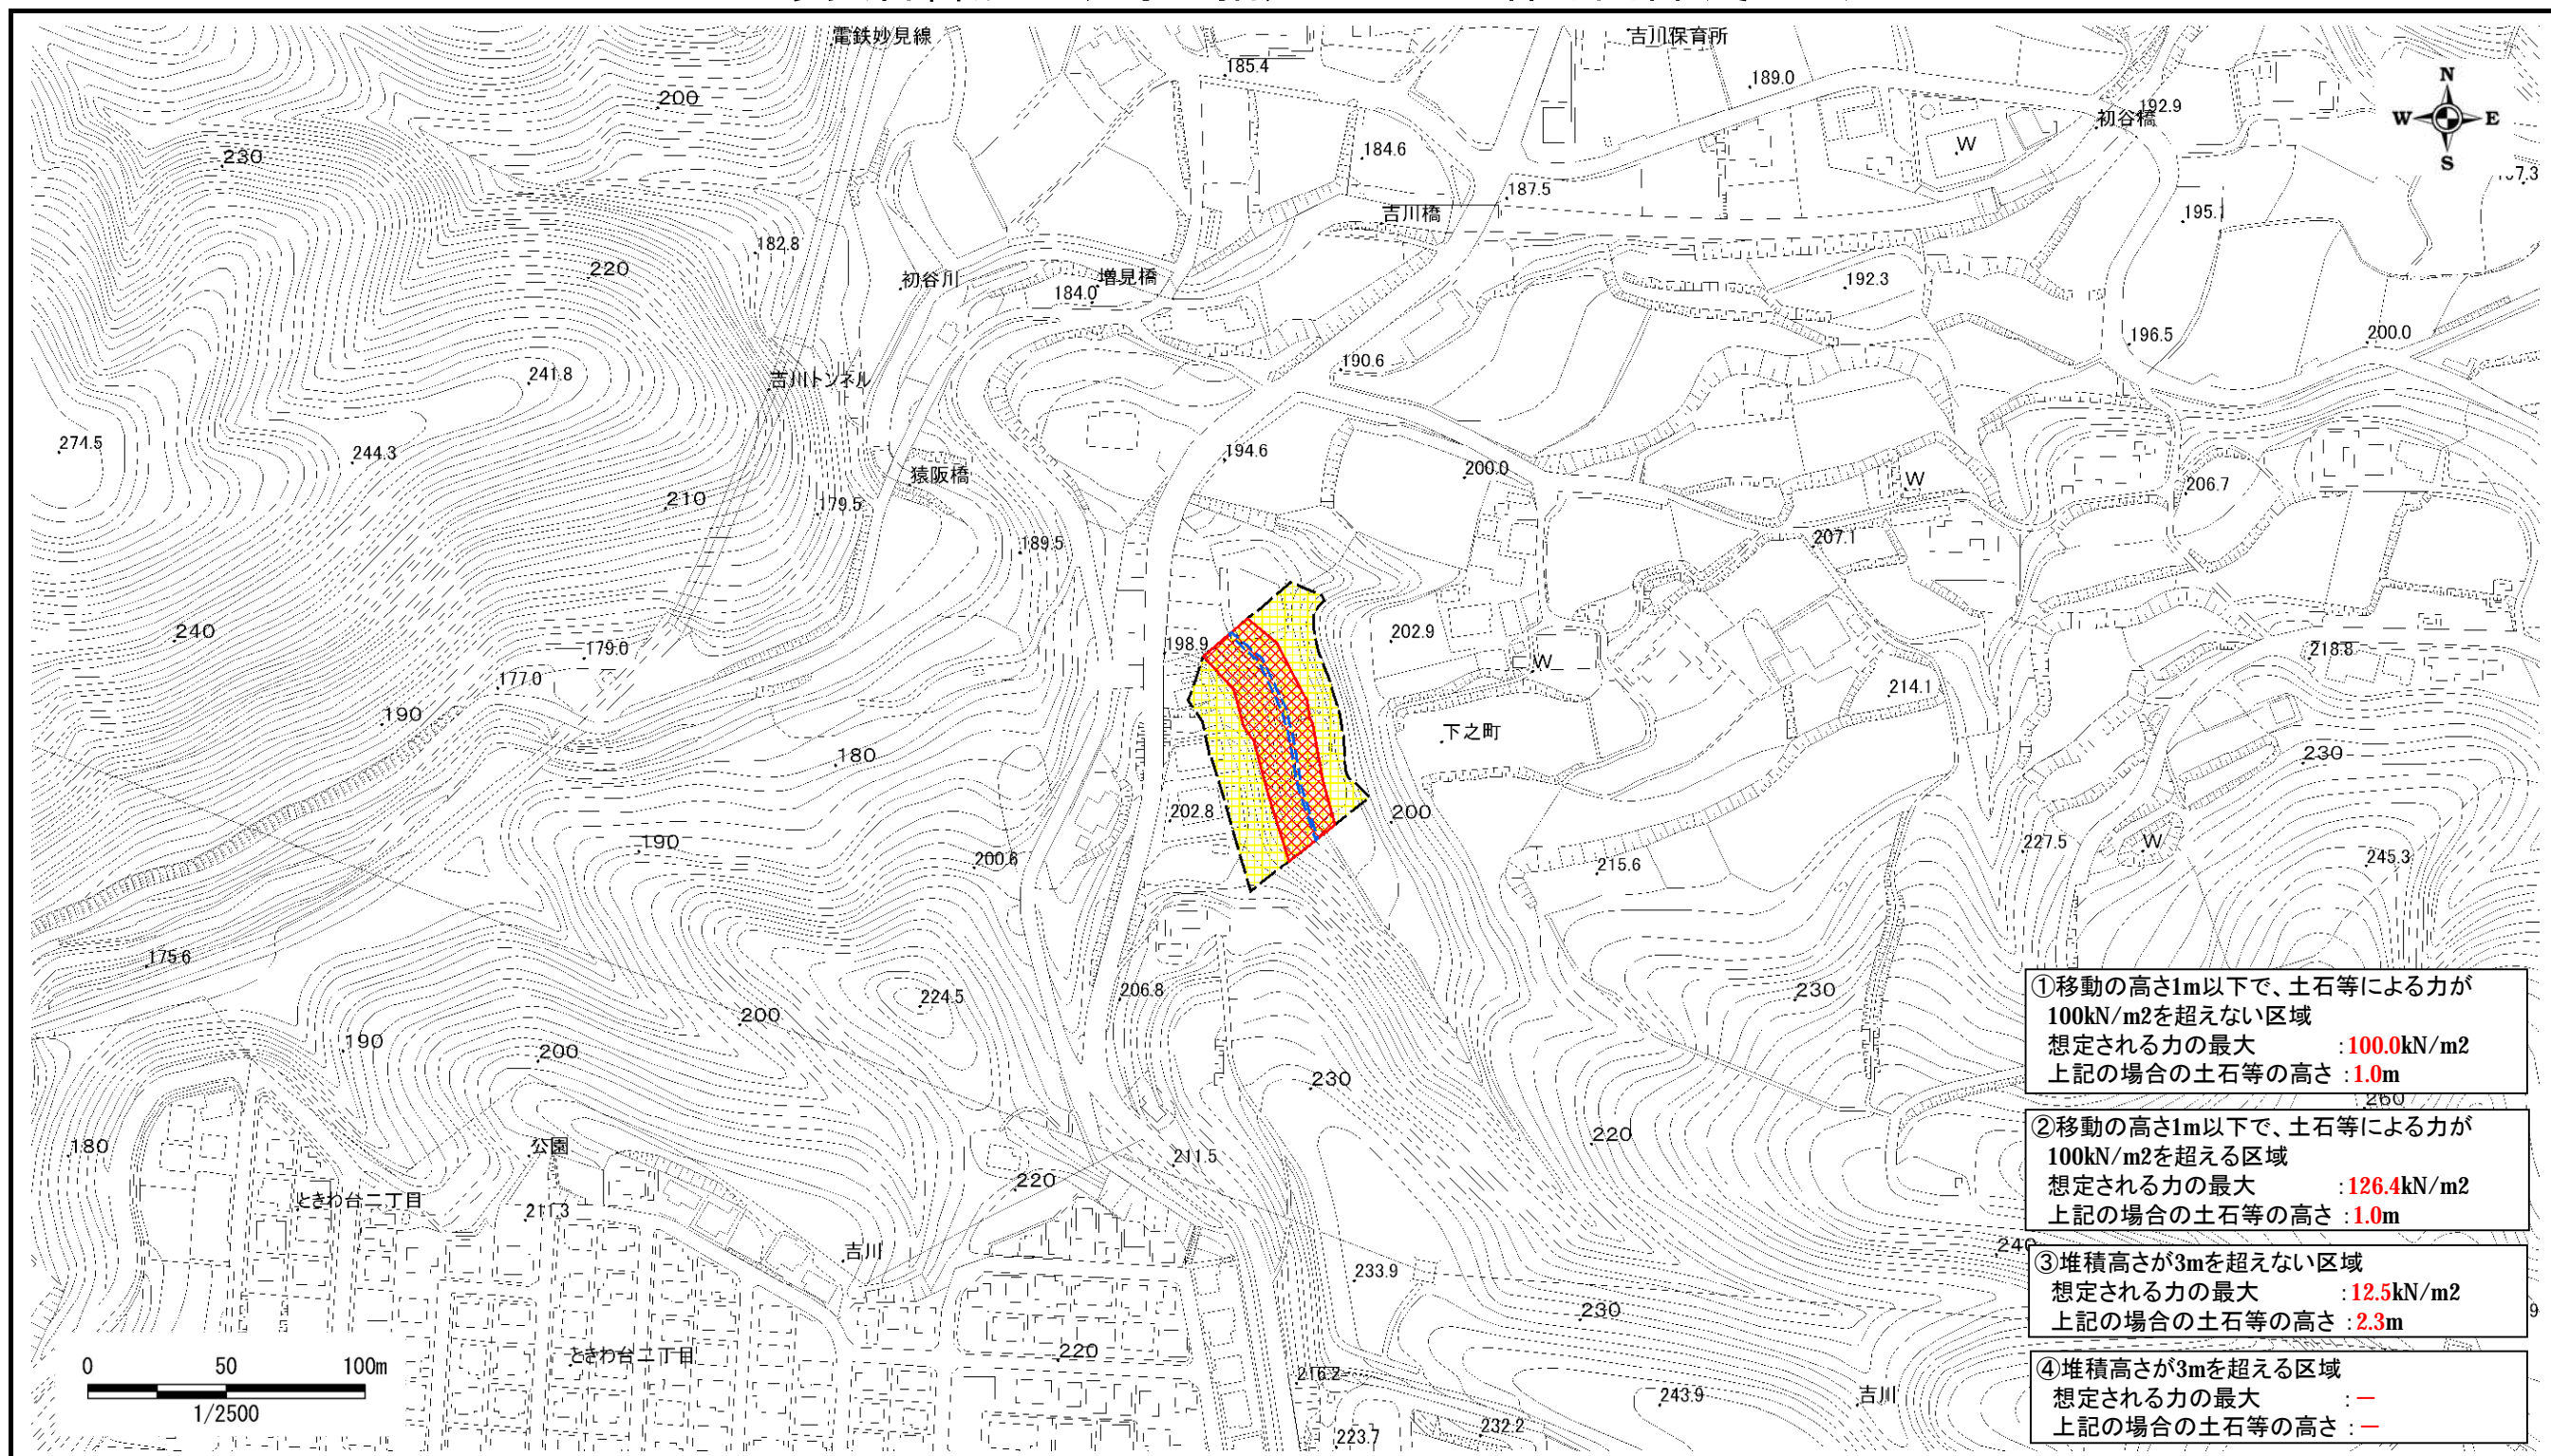 電鉄妙見線
吉川保育所
185.4
189.0
200
192.9
初谷橋
N
W
E
S
230
184.6
W
187.5
195.1
吉川橋
182.8
220
初谷川
増見橋
184.0
192.3
196.5
200.0
190.6
241.8
吉川トンネル
274.5
244.3
194.6
200.0
猿阪橋
W
206.7
210
179.5
189.5
207.1
240
179.0
198.9
202.9
W
218.8
177.0
214.1
190
下之町
180
230
202.8
200
190
200.6
227.5
W
215.6
245.3
175.6
224.5
206.8
230
200
190
200
230
260
180
公園
211.5
220
220
ときわ台二丁目
211.3
吉川
240
233.9
230
ときわ台二丁目
220
216.2
243.9
吉川
223.7
232.2
0 50 100m
1/2500
①移動の高さ1m以下で、土石等による力が
100kN/m2を超えない区域
想定される力の最大 :100.0kN/m2
上記の場合の土石等の高さ :1.0m
②移動の高さ1m以下で、土石等による力が
100kN/m2を超える区域
想定される力の最大 :126.4kN/m2
上記の場合の土石等の高さ :1.0m
③堆積高さが3mを超えない区域
想定される力の最大 :12.5kN/m2
上記の場合の土石等の高さ :2.3m
④堆積高さが3mを超える区域
想定される力の最大 :―
上記の場合の土石等の高さ :―